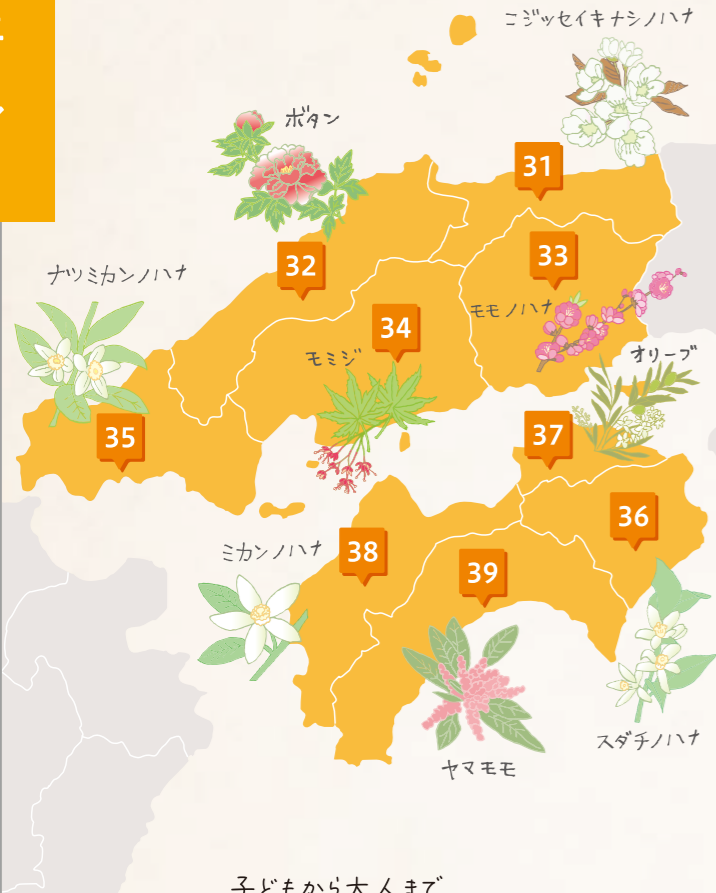 ニジッセイキナシノハナ
ボタン
31
33
32
ナツミカンノハナ
モモノハナ
34
モミジ
オリーブ
35
37
36
ミカンノハナ
38
39
スダチノハナ
ヤマモモ
子どもから大人まで